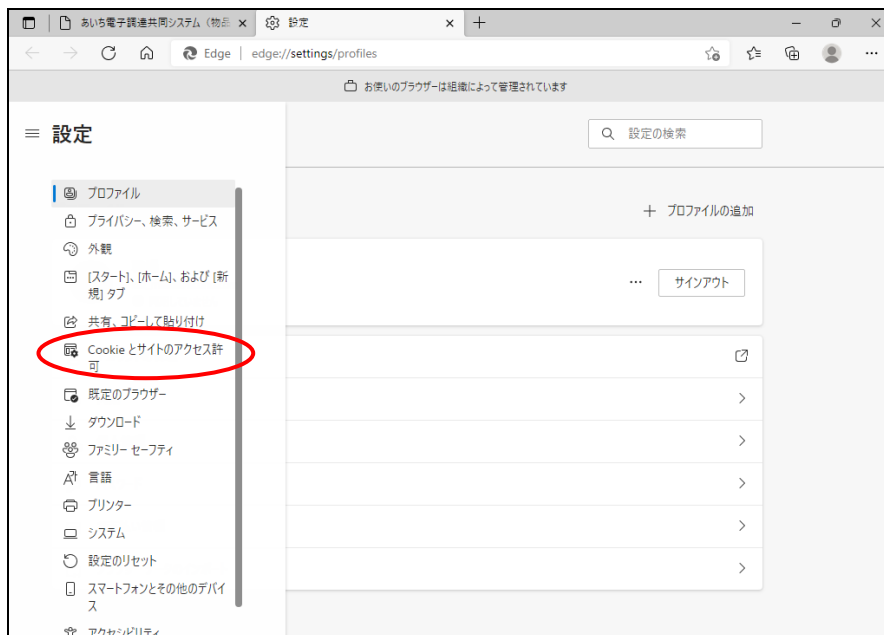 あいち電子調達共同システム（物品
設定
Edge
edge://settings/profiles
お使いのブラウザーは組織によって管理されています
設定
設定の検索
プロファイル
プロファイルの追加
プライバシー、検索、サービス
外観
[スタート]、[ホーム]、および [新
規] タブ
サインアウト
共有、コピーして貼り付け
Cookie とサイトのアクセス許
可
既定のブラウザー
ダウンロード
ファミリー セーフティ
言語
プリンター
システム
設定のリセット
スマートフォンとその他のデバイ
ス
アクセシビリティ